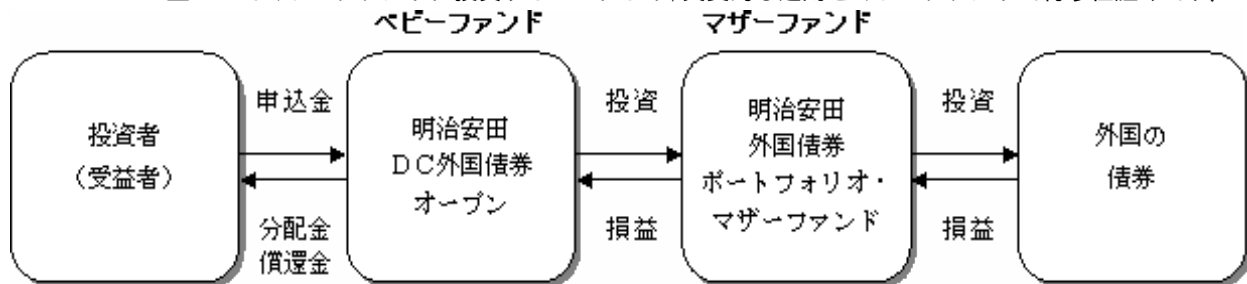 ベビーファンド
マザーファンド
投資者
(受益者)
申込金
分配金
償還金
明治安田
DC外国債券
オープン
投資
損益
明治安田
外国債券
ポートフォリオ・
マザーファンド
投資
損益
外国の
債券